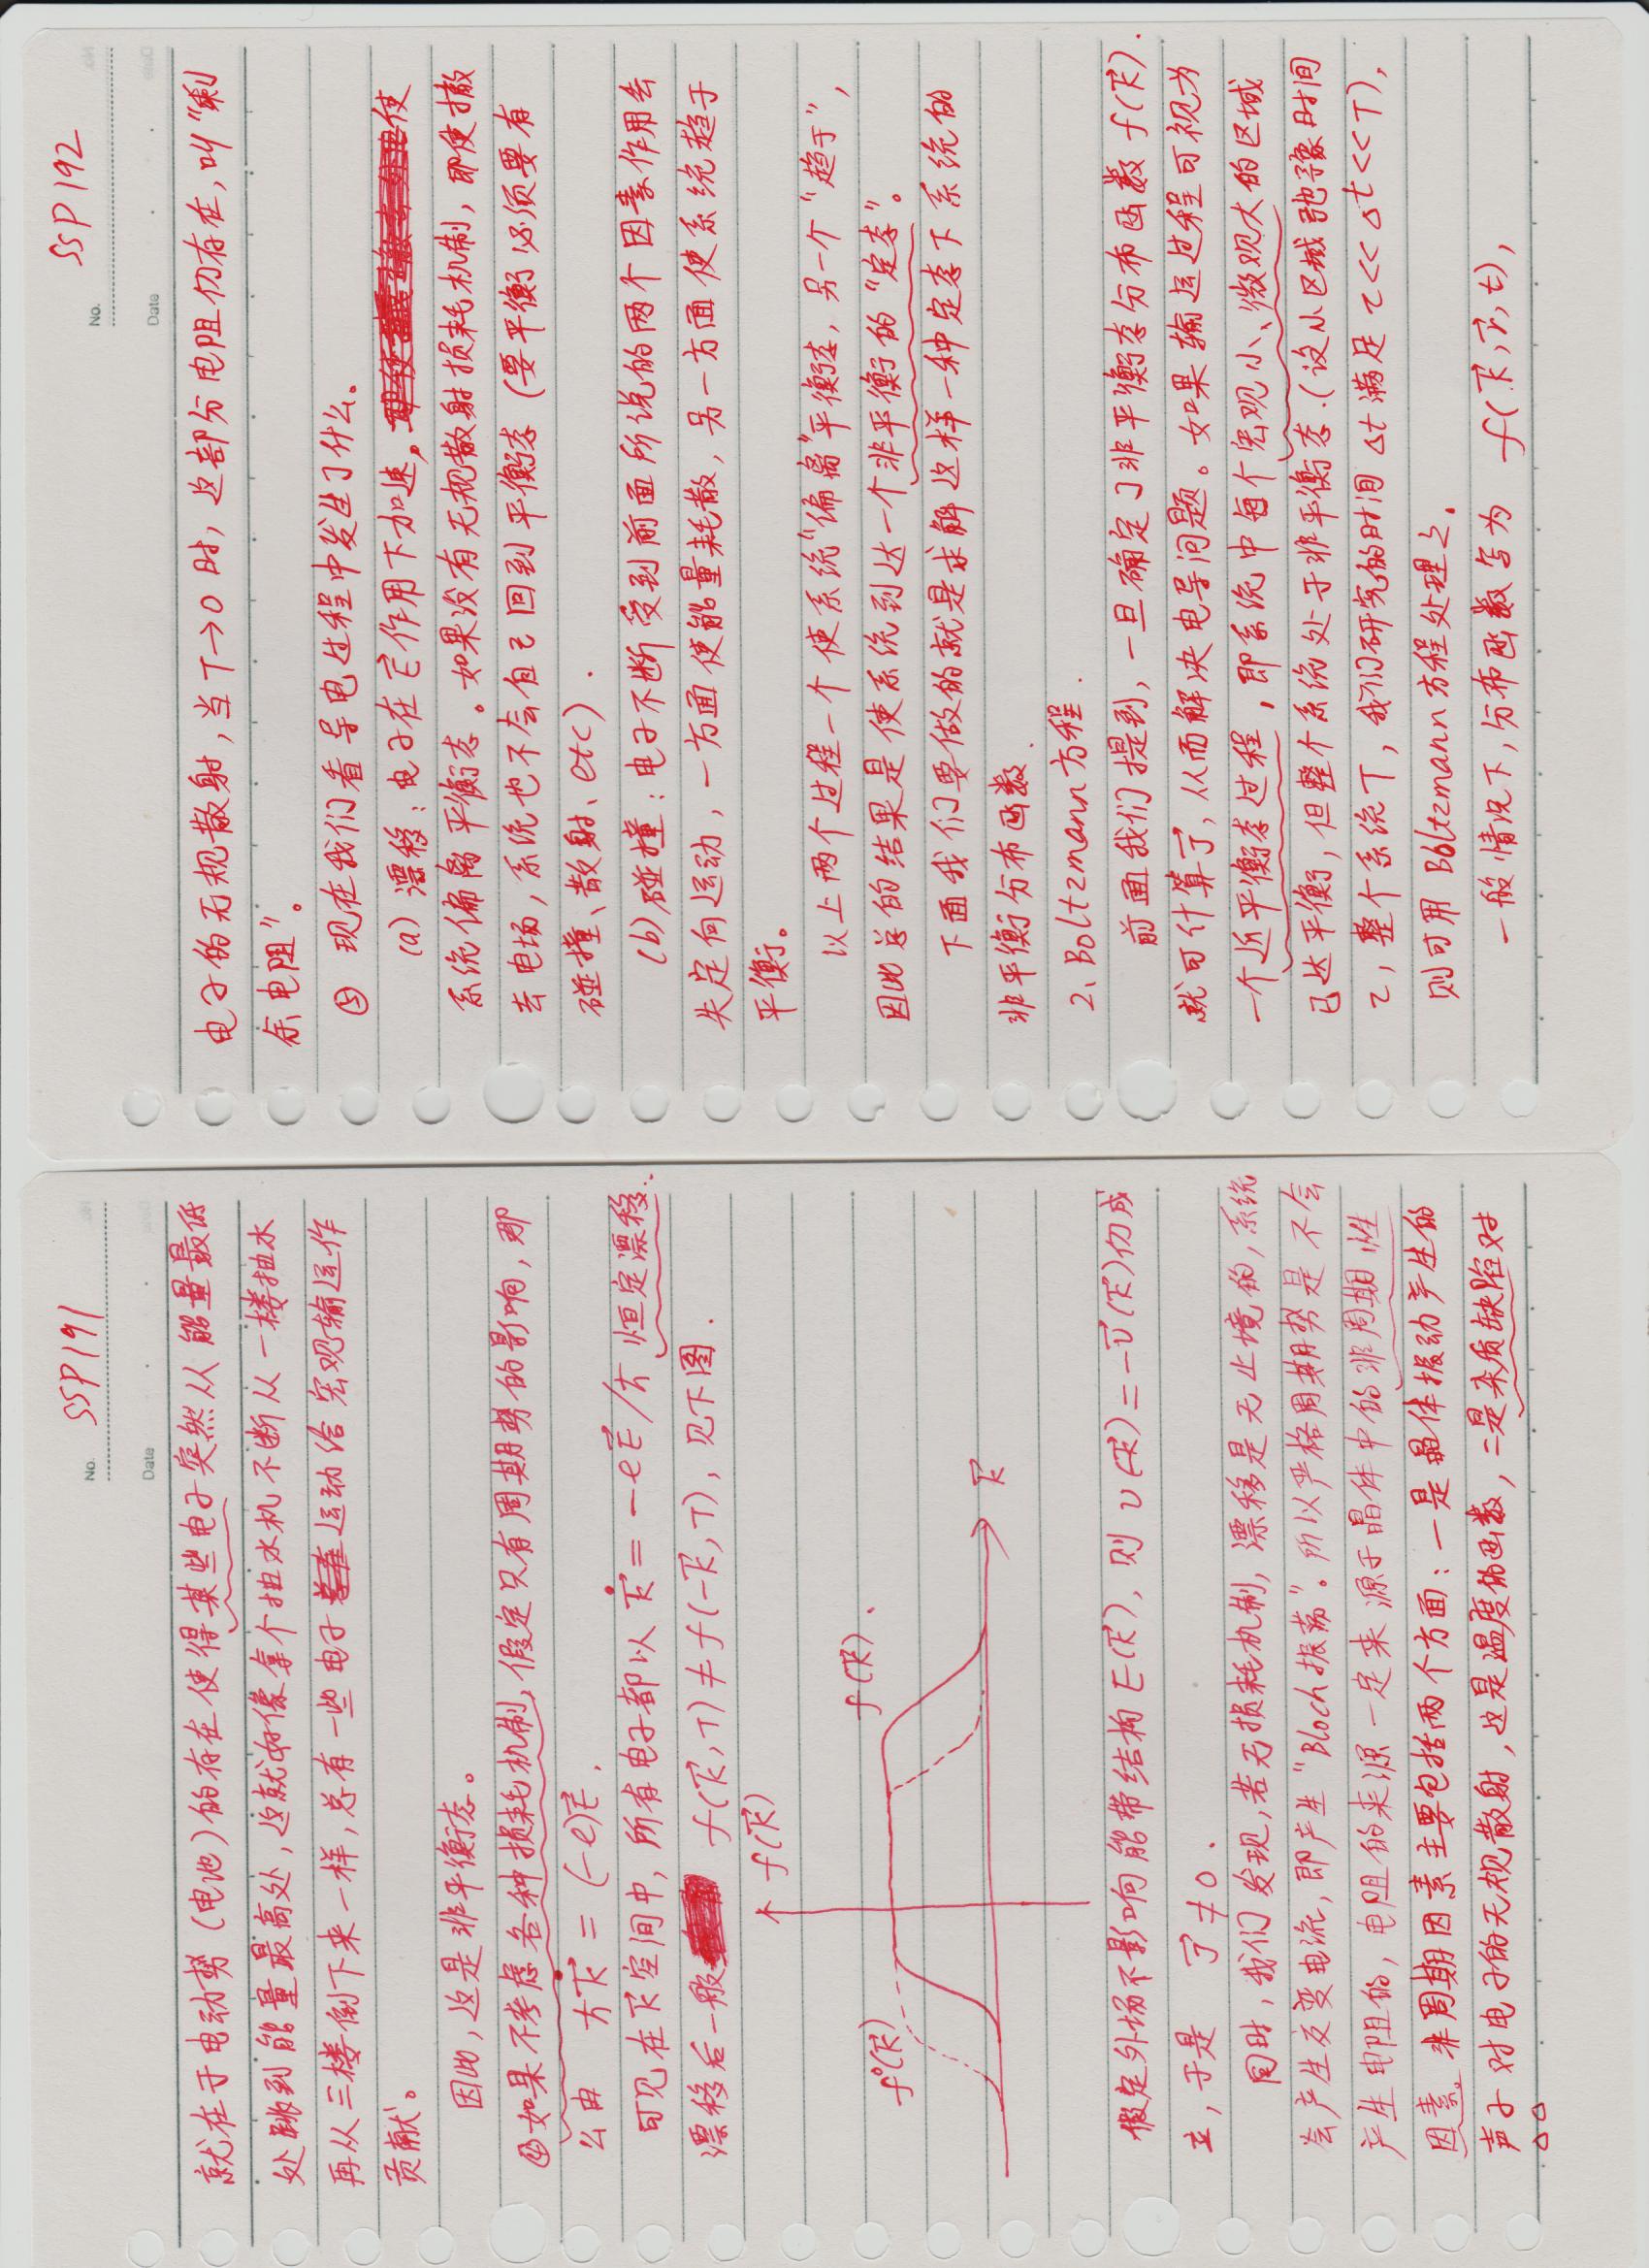 No. SSP191
Date
就在于电动势(电池)的存在使得某些电子突然从能量最低
处跳到能量最高处,这就好像拿个抽水机不断从一楼抽水
再从三楼倒下来一样,总有一些电子运动给宏观输运作
贡献。
因此,这是非平衡态。
④如果不考虑各种损耗机制,假定只有周期势的影响,那
么由 ħk⃗̇ = (-e)E⃗.
可见在k⃗空间中,所有电子都以 k⃗̇ = -eE⃗/ħ 恒定漂移.
漂移后一般 f(k⃗,T)≠f(-k⃗,T),见下图.
f(k⃗)
f(k⃗).
f⁰(k⃗)
k⃗
假定外场不影响能带结构E(k⃗),则 v(k⃗)=-v⃗(k⃗)仍成
立,于是 J⃗≠0.
同时,我们发现,若无损耗机制,漂移是无止境的,系统
会产生交变电流,即产生"Bloch振荡"。所以严格周期势是不会
产生电阻的,电阻的来源一定来源于晶体中的非周期性
因素。非周期因素主要包括两个方面:一是晶体振动产生的
声子对电子的无规散射,这是温度的函数,二是杂质缺陷对
No. SSP192
Date
电子的无规散射,当T→0时,这部分电阻仍存在,叫"剩
余电阻"。
⑤ 现在我们看导电过程中发生了什么。
(a) 漂移:电子在E⃗作用下加速,使
系统偏离平衡态。如果没有无规散射损耗机制,即使撤
去电场,系统也不会自己回到平衡态(要平衡必须要有
碰撞、散射、etc).
(b)碰撞:电子不断受到前面所说的两个因素作用会
失定向运动,一方面使能量耗散,另一方面使系统趋于
平衡。
以上两个过程一个使系统"偏离"平衡态,另一个"趋于",
因此总的结果是使系统到达一个非平衡的"定态"。
下面我们要做的就是求解这样一种定态下系统的
非平衡分布函数.
2、Boltzmann方程.
前面我们提到,一旦确定了非平衡态分布函数f(k⃗).
就可计算J⃗,从而解决电导问题。如果输运过程可视为
一个近平衡态过程,即系统中每个宏观小、微观大的区域
已达平衡,但整个系统处于非平衡态.(设小区域弛豫时间
τ,整个系统T,我们研究的时间Δt满足τ<<Δt<<T),
则可用Boltzmann方程处理之.
一般情况下,分布函数写为 f(k⃗,r⃗,t),